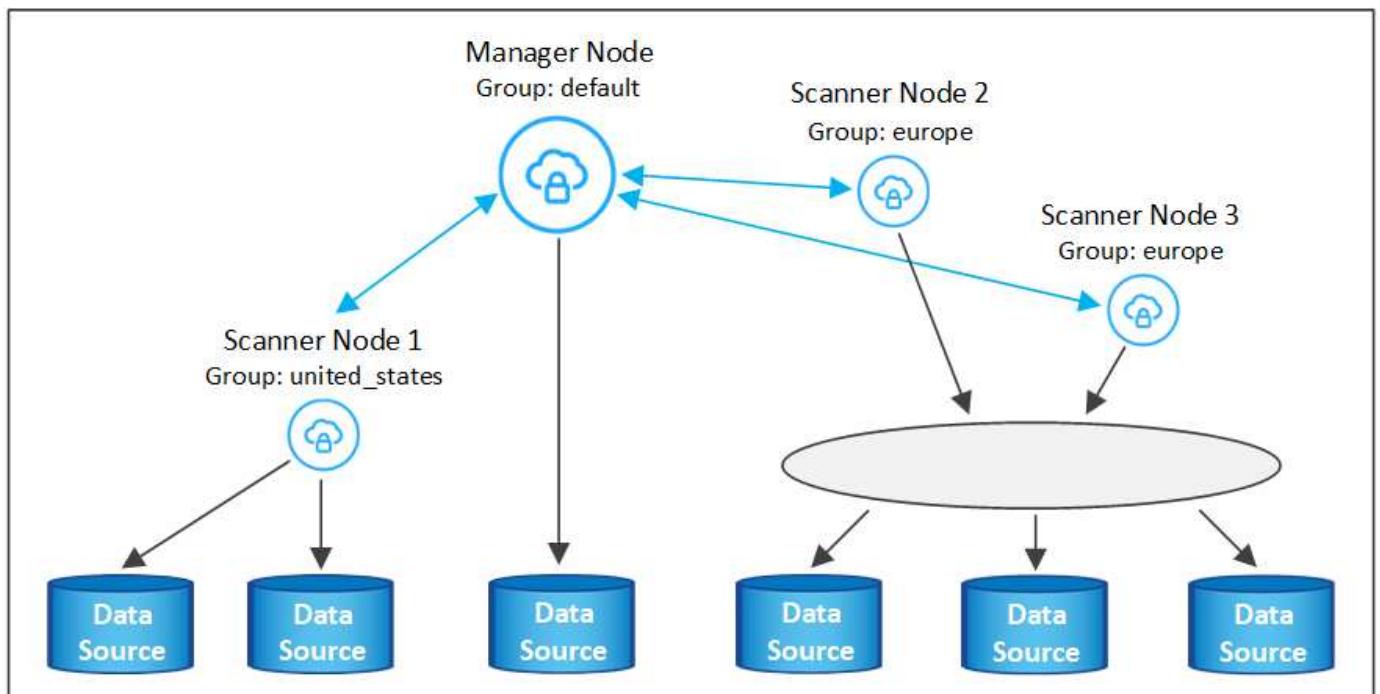 Manager Node
Group: default
Scanner Node 2
Group: europe
Scanner Node 3
Group: europe
Scanner Node 1
Group: united_states
Data
Source
Data
Source
Data
Source
Data
Source
Data
Source
Data
Source